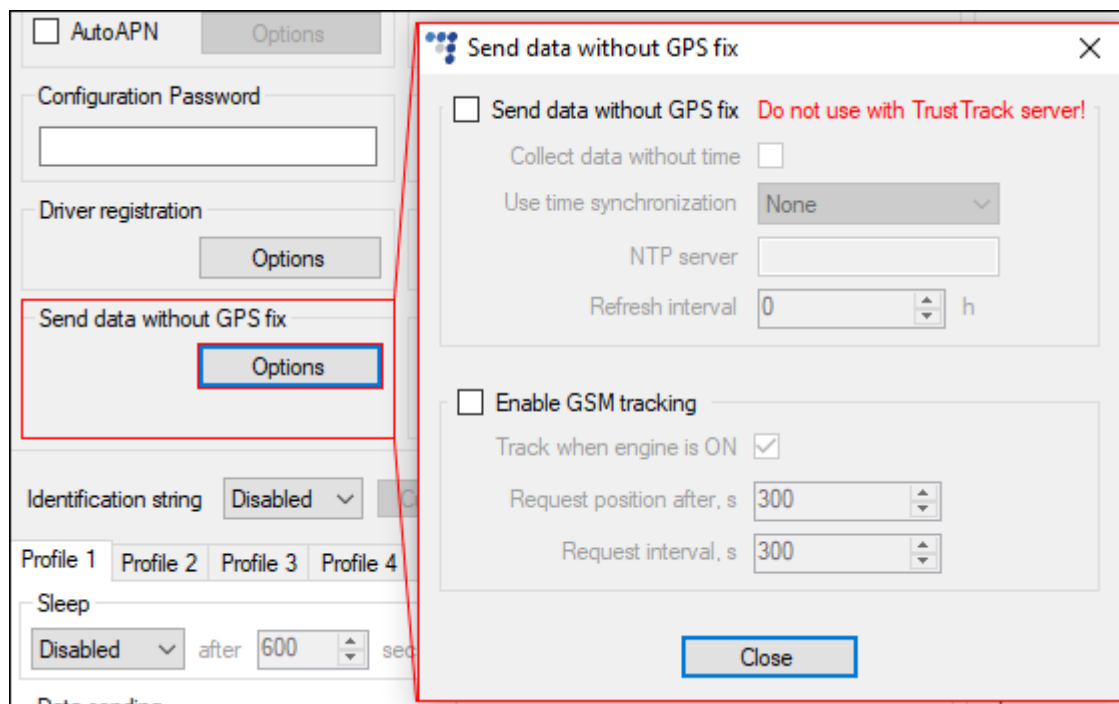 AutoAPN Options
Configuration Password
Driver registration
Options
Send data without GPS fix
Options
Identification string Disabled
Profile 1 Profile 2 Profile 3 Profile 4
Sleep
Disabled after 600 sec
Data sending
Send data without GPS fix
Send data without GPS fix Do not use with TrustTrack server!
Collect data without time
Use time synchronization None
NTP server
Refresh interval 0 h
Enable GSM tracking
Track when engine is ON
Request position after, s 300
Request interval, s 300
Close